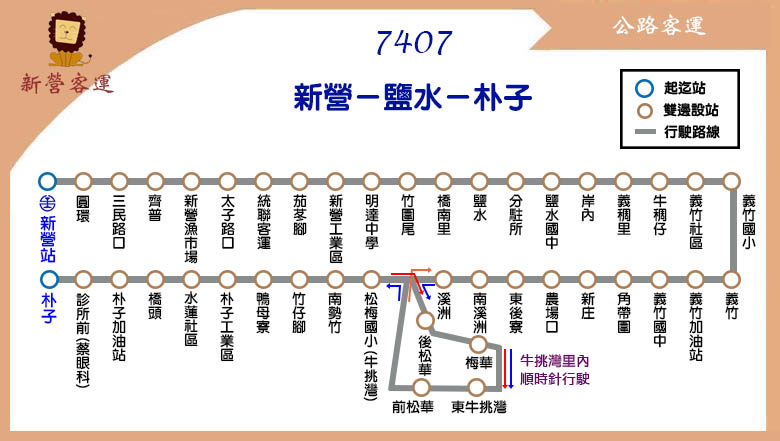 新營客運
7407
公路客運
新營－鹽水－朴子
起迄站
雙邊設站
行駛路線
主 新營站
圓環
三民路口
齊普
新營漁市場
太子路口
統聯客運
茄苳腳
新營工業區
明達中學
竹圍尾
橋南里
鹽水
分駐所
鹽水國中
岸內
義稠里
牛稠仔
義竹社區
義竹國小
朴子
診所前(蔡眼科)
朴子加油站
橋頭
水蓮社區
朴子工業區
鴨母寮
竹仔腳
南勢竹
松梅國小(牛挑灣)
溪洲
南溪洲
東後寮
農場口
新庄
角帶圍
義竹國中
義竹加油站
義竹
後松華
梅華
前松華
東牛挑灣
牛挑灣里內
順時針行駛